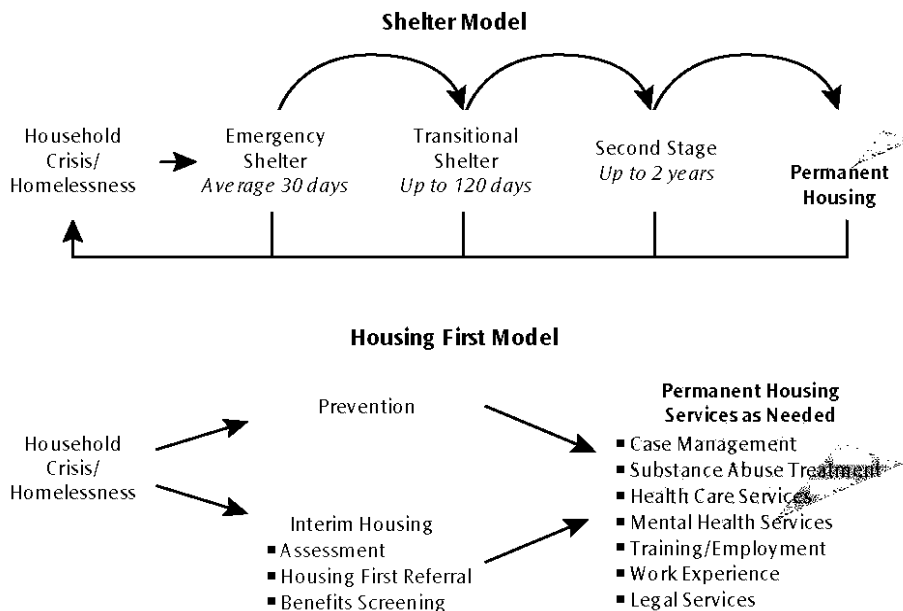 Shelter Model
Household
Crisis/
Homelessness
Emergency
Shelter
Average 30 days
Transitional
Shelter
Up to 120 days
Second Stage
Up to 2 years
Permanent
Housing
Housing First Model
Household
Crisis/
Homelessness
Prevention
Interim Housing
▪ Assessment
▪ Housing First Referral
▪ Benefits Screening
Permanent Housing
Services as Needed
▪ Case Management
▪ Substance Abuse Treatment
▪ Health Care Services
▪ Mental Health Services
▪ Training/Employment
▪ Work Experience
▪ Legal Services